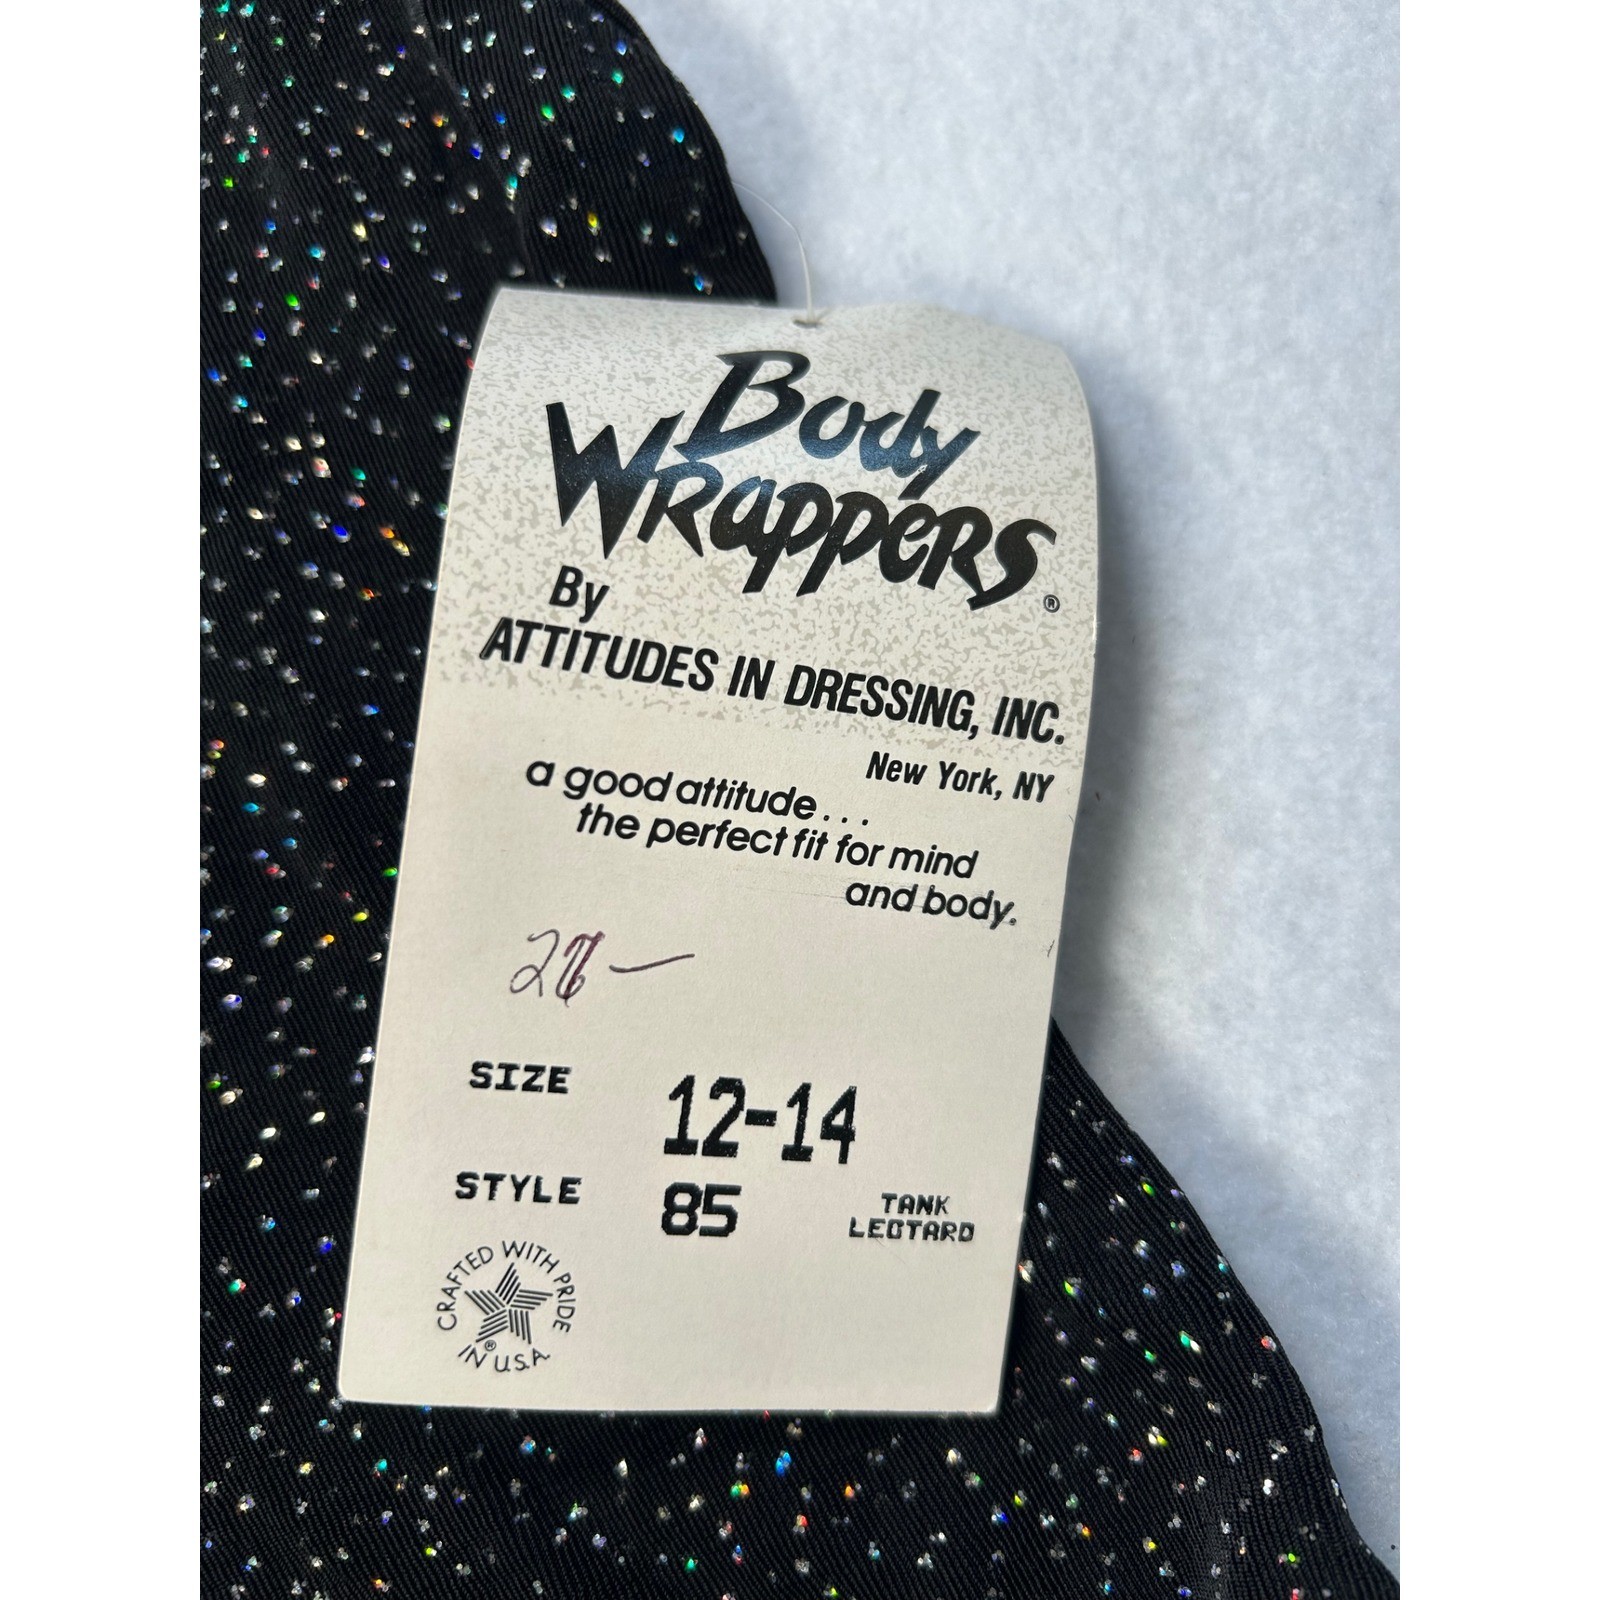 Body
Wrappers®
By
ATTITUDES IN DRESSING, INC.
New York, NY
a good attitude...
the perfect fit for mind
and body.
SIZE 12-14
STYLE 85 TANK
LEOTARD
CRAFTED WITH PRIDE
IN U.S.A.
®